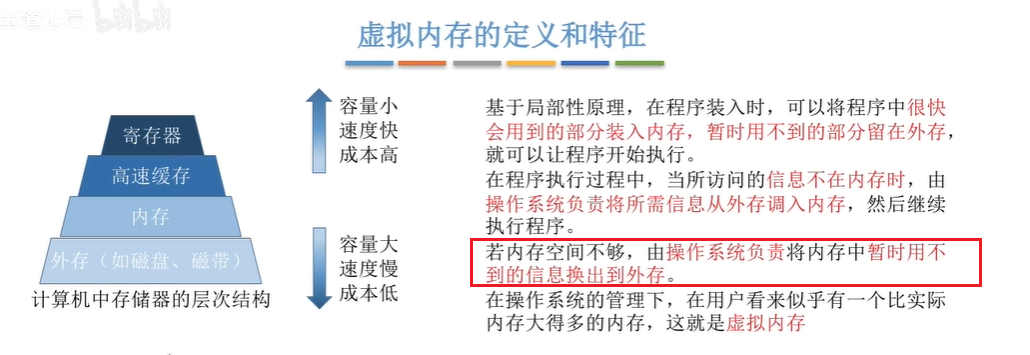 虚拟内存的定义和特征
寄存器
高速缓存
内存
外存（如磁盘、磁带）
计算机中存储器的层次结构
容量小
速度快
成本高
容量大
速度慢
成本低
基于局部性原理，在程序装入时，可以将程序中很快
会用到的部分装入内存，暂时用不到的部分留在外存，
就可以让程序开始执行。
在程序执行过程中，当所访问的信息不在内存时，由
操作系统负责将所需信息从外存调入内存，然后继续
执行程序。
若内存空间不够，由操作系统负责将内存中暂时用不
到的信息换出到外存。
在操作系统的管理下，在用户看来似乎有一个比实际
内存大得多的内存，这就是虚拟内存